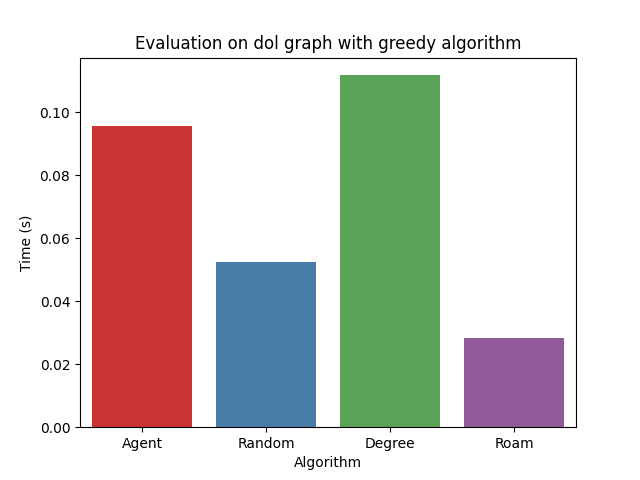 Evaluation on dol graph with greedy algorithm
0.10
0.08
0.06
0.04
0.02
0.00
Time (s)
Agent Random Degree Roam
Algorithm